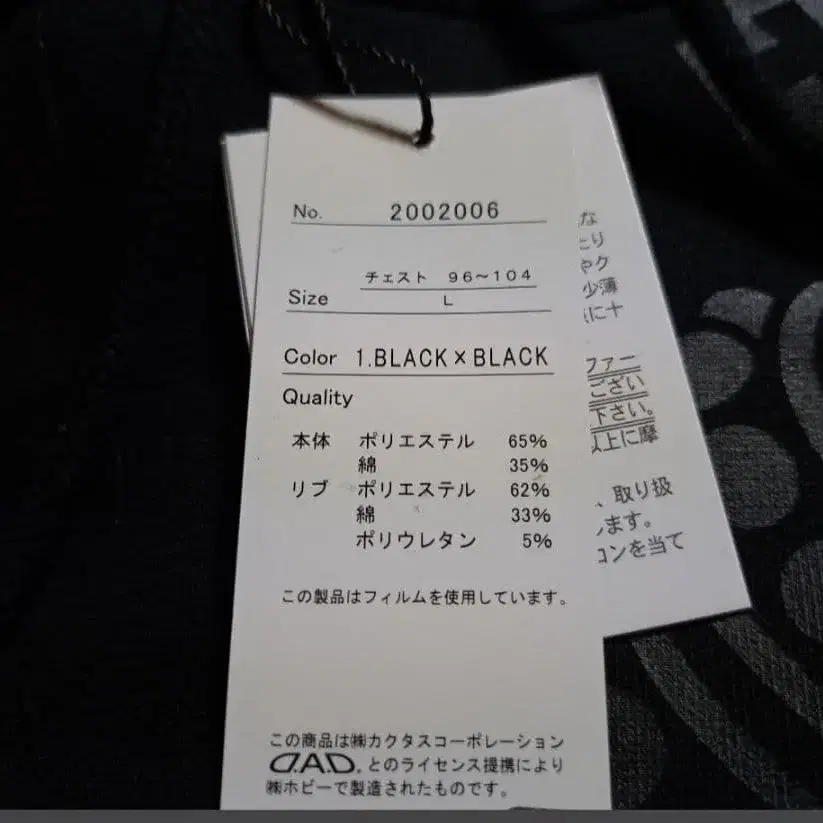 No. 2002006
チェスト 96～104
Size L
Color 1.BLACK×BLACK
Quality
本体 ポリエステル 65%
綿 35%
リブ ポリエステル 62%
綿 33%
ポリウレタン 5%
この製品はフィルムを使用しています。
この商品は㈱カクタスコーポレーション
D.A.D.とのライセンス提携により
㈱ホビーで製造されたものです。
な
たり
やク
少薄
に十
ファー
ござい
下さい。
以上に摩
、取り扱
ます。
コンを当て